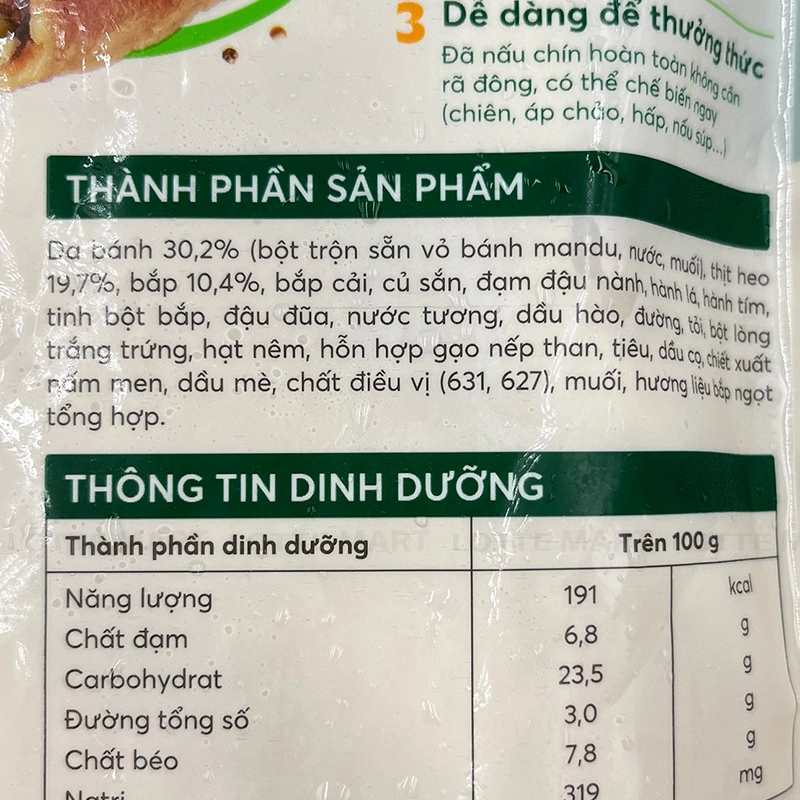 3 Dễ dàng để thưởng thức
Đã nấu chín hoàn toàn không cần
rã đông, có thể chế biến ngay
(chiên, áp chảo, hấp, nấu súp...)
THÀNH PHẦN SẢN PHẨM
Da bánh 30,2% (bột trộn sẵn vỏ bánh mandu, nước, muối), thịt heo
19,7%, bắp 10,4%, bắp cải, củ sắn, đạm đậu nành, hành lá, hành tím,
tinh bột bắp, đậu đũa, nước tương, dầu hào, đường, tỏi, bột lòng
trắng trứng, hạt nêm, hỗn hợp gạo nếp than, tiêu, dầu cọ, chiết xuất
nấm men, dầu mè, chất điều vị (631, 627), muối, hương liệu bắp ngọt
tổng hợp.
THÔNG TIN DINH DƯỠNG
Thành phần dinh dưỡng Trên 100 g
Năng lượng 191 kcal
Chất đạm 6,8 g
Carbohydrat 23,5 g
Đường tổng số 3,0 g
Chất béo 7,8 g
Natri 319 mg